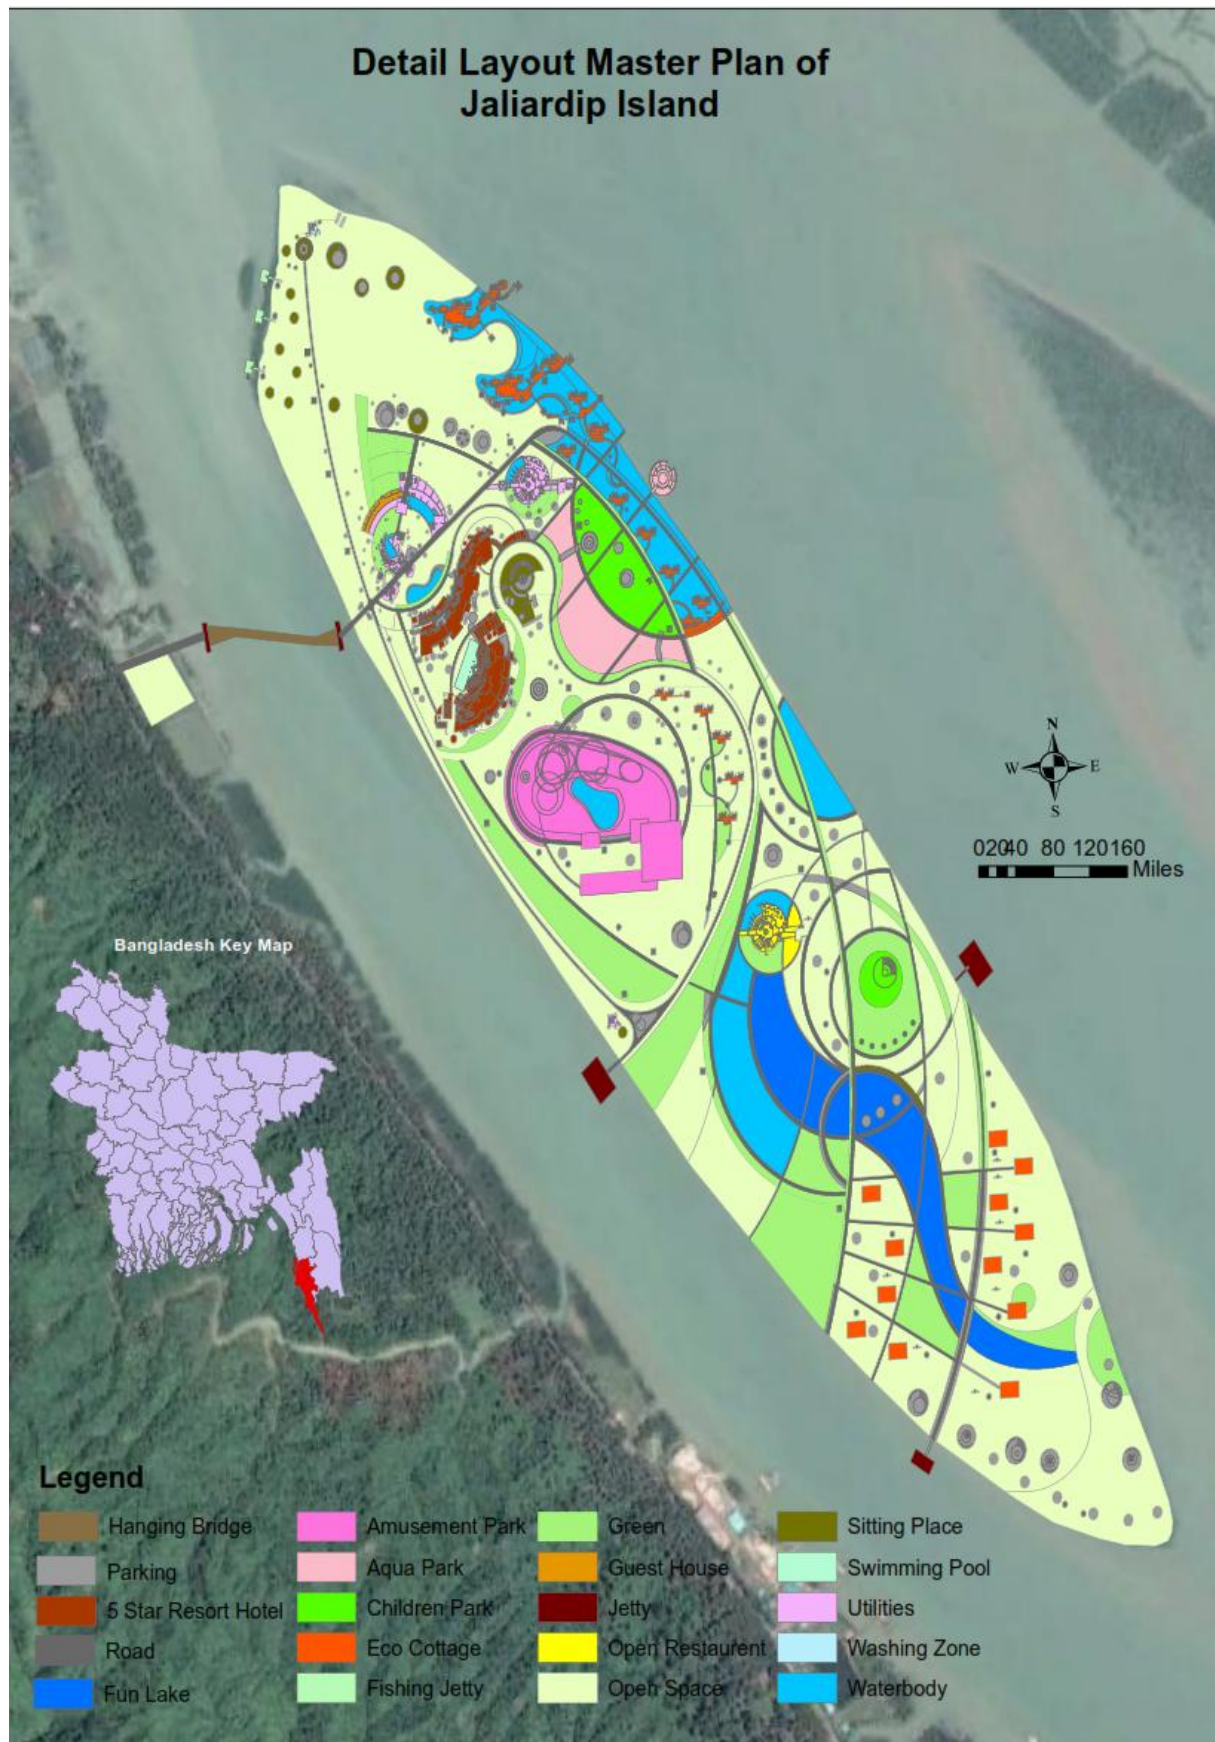 Detail Layout Master Plan of
Jaliardip Island
N
W E
S
02040 80 120160
Miles
Bangladesh Key Map
Legend
Hanging Bridge
Parking
5 Star Resort Hotel
Road
Fun Lake
Amusement Park
Aqua Park
Children Park
Eco Cottage
Fishing Jetty
Green
Guest House
Jetty
Open Restaurent
Open Space
Sitting Place
Swimming Pool
Utilities
Washing Zone
Waterbody